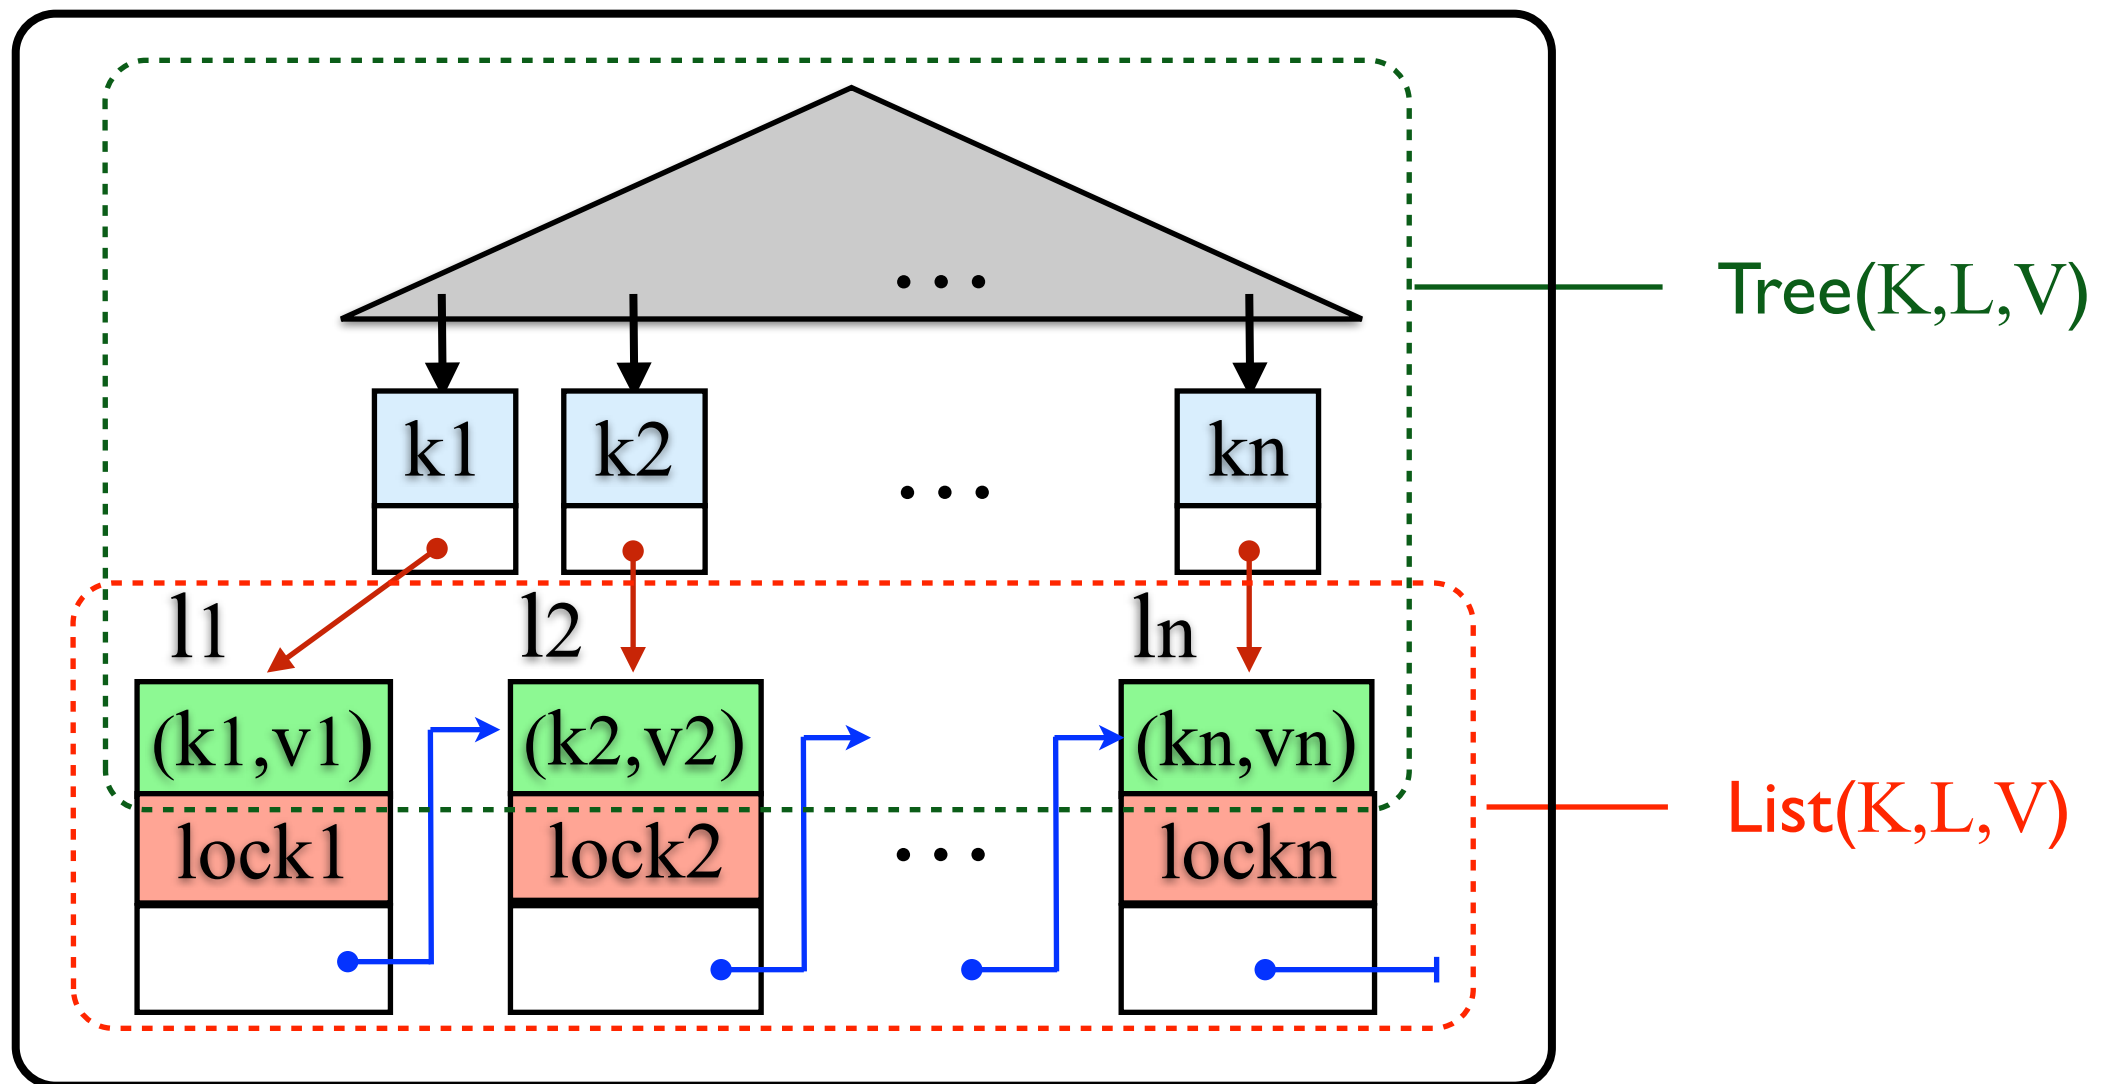 ...
Tree(K,L,V)
k1 k2 ... kn
l1 l2 ln
(k1,v1) (k2,v2) (kn,vn)
List(K,L,V)
lock1 lock2 ... lockn